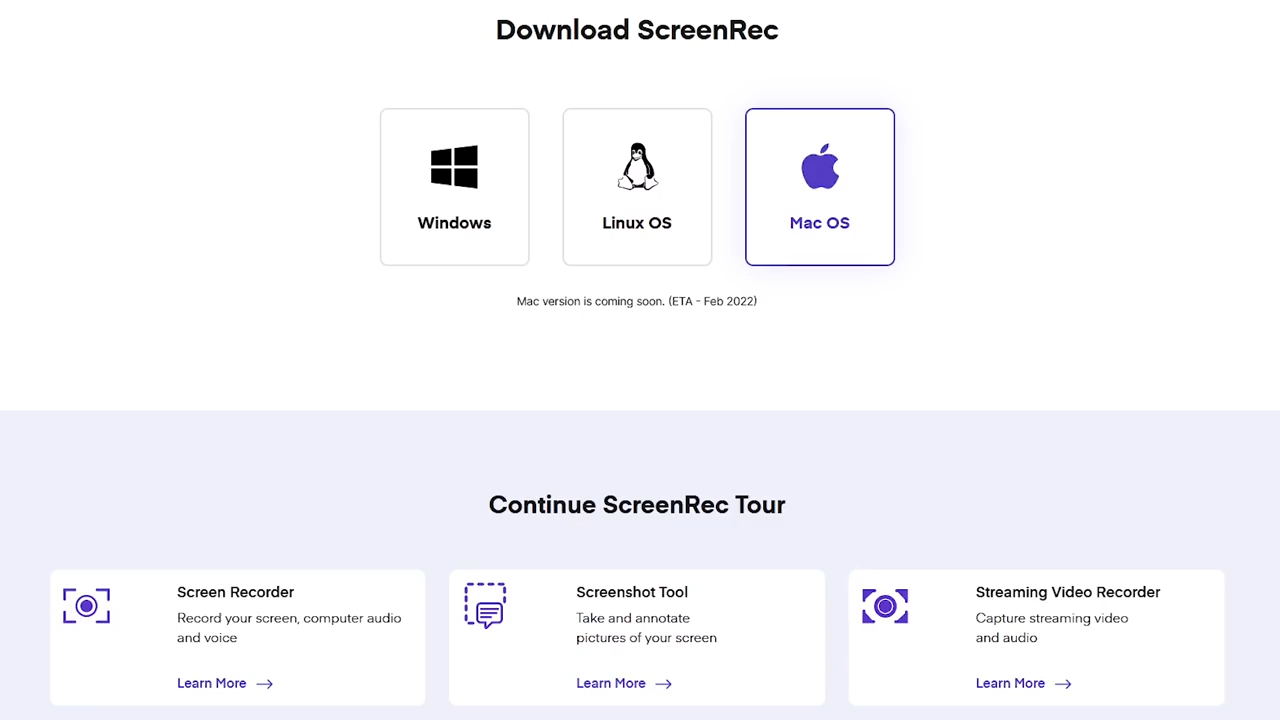 Download ScreenRec
Windows
Linux OS
Mac OS
Mac version is coming soon. (ETA - Feb 2022)
Continue ScreenRec Tour
Screen Recorder
Record your screen, computer audio
and voice
Learn More
Screenshot Tool
Take and annotate
pictures of your screen
Learn More
Streaming Video Recorder
Capture streaming video
and audio
Learn More